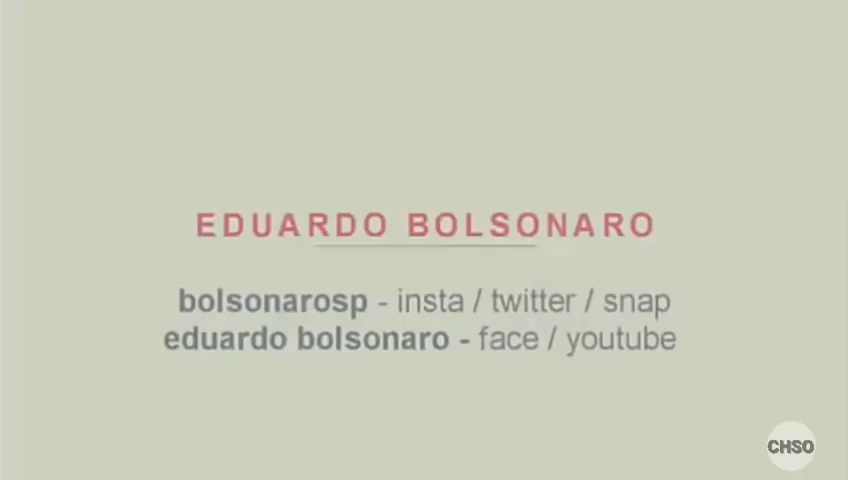 EDUARDO BOLSONARO
bolsonarosp - insta / twitter / snap
eduardo bolsonaro - face / youtube
CHSO